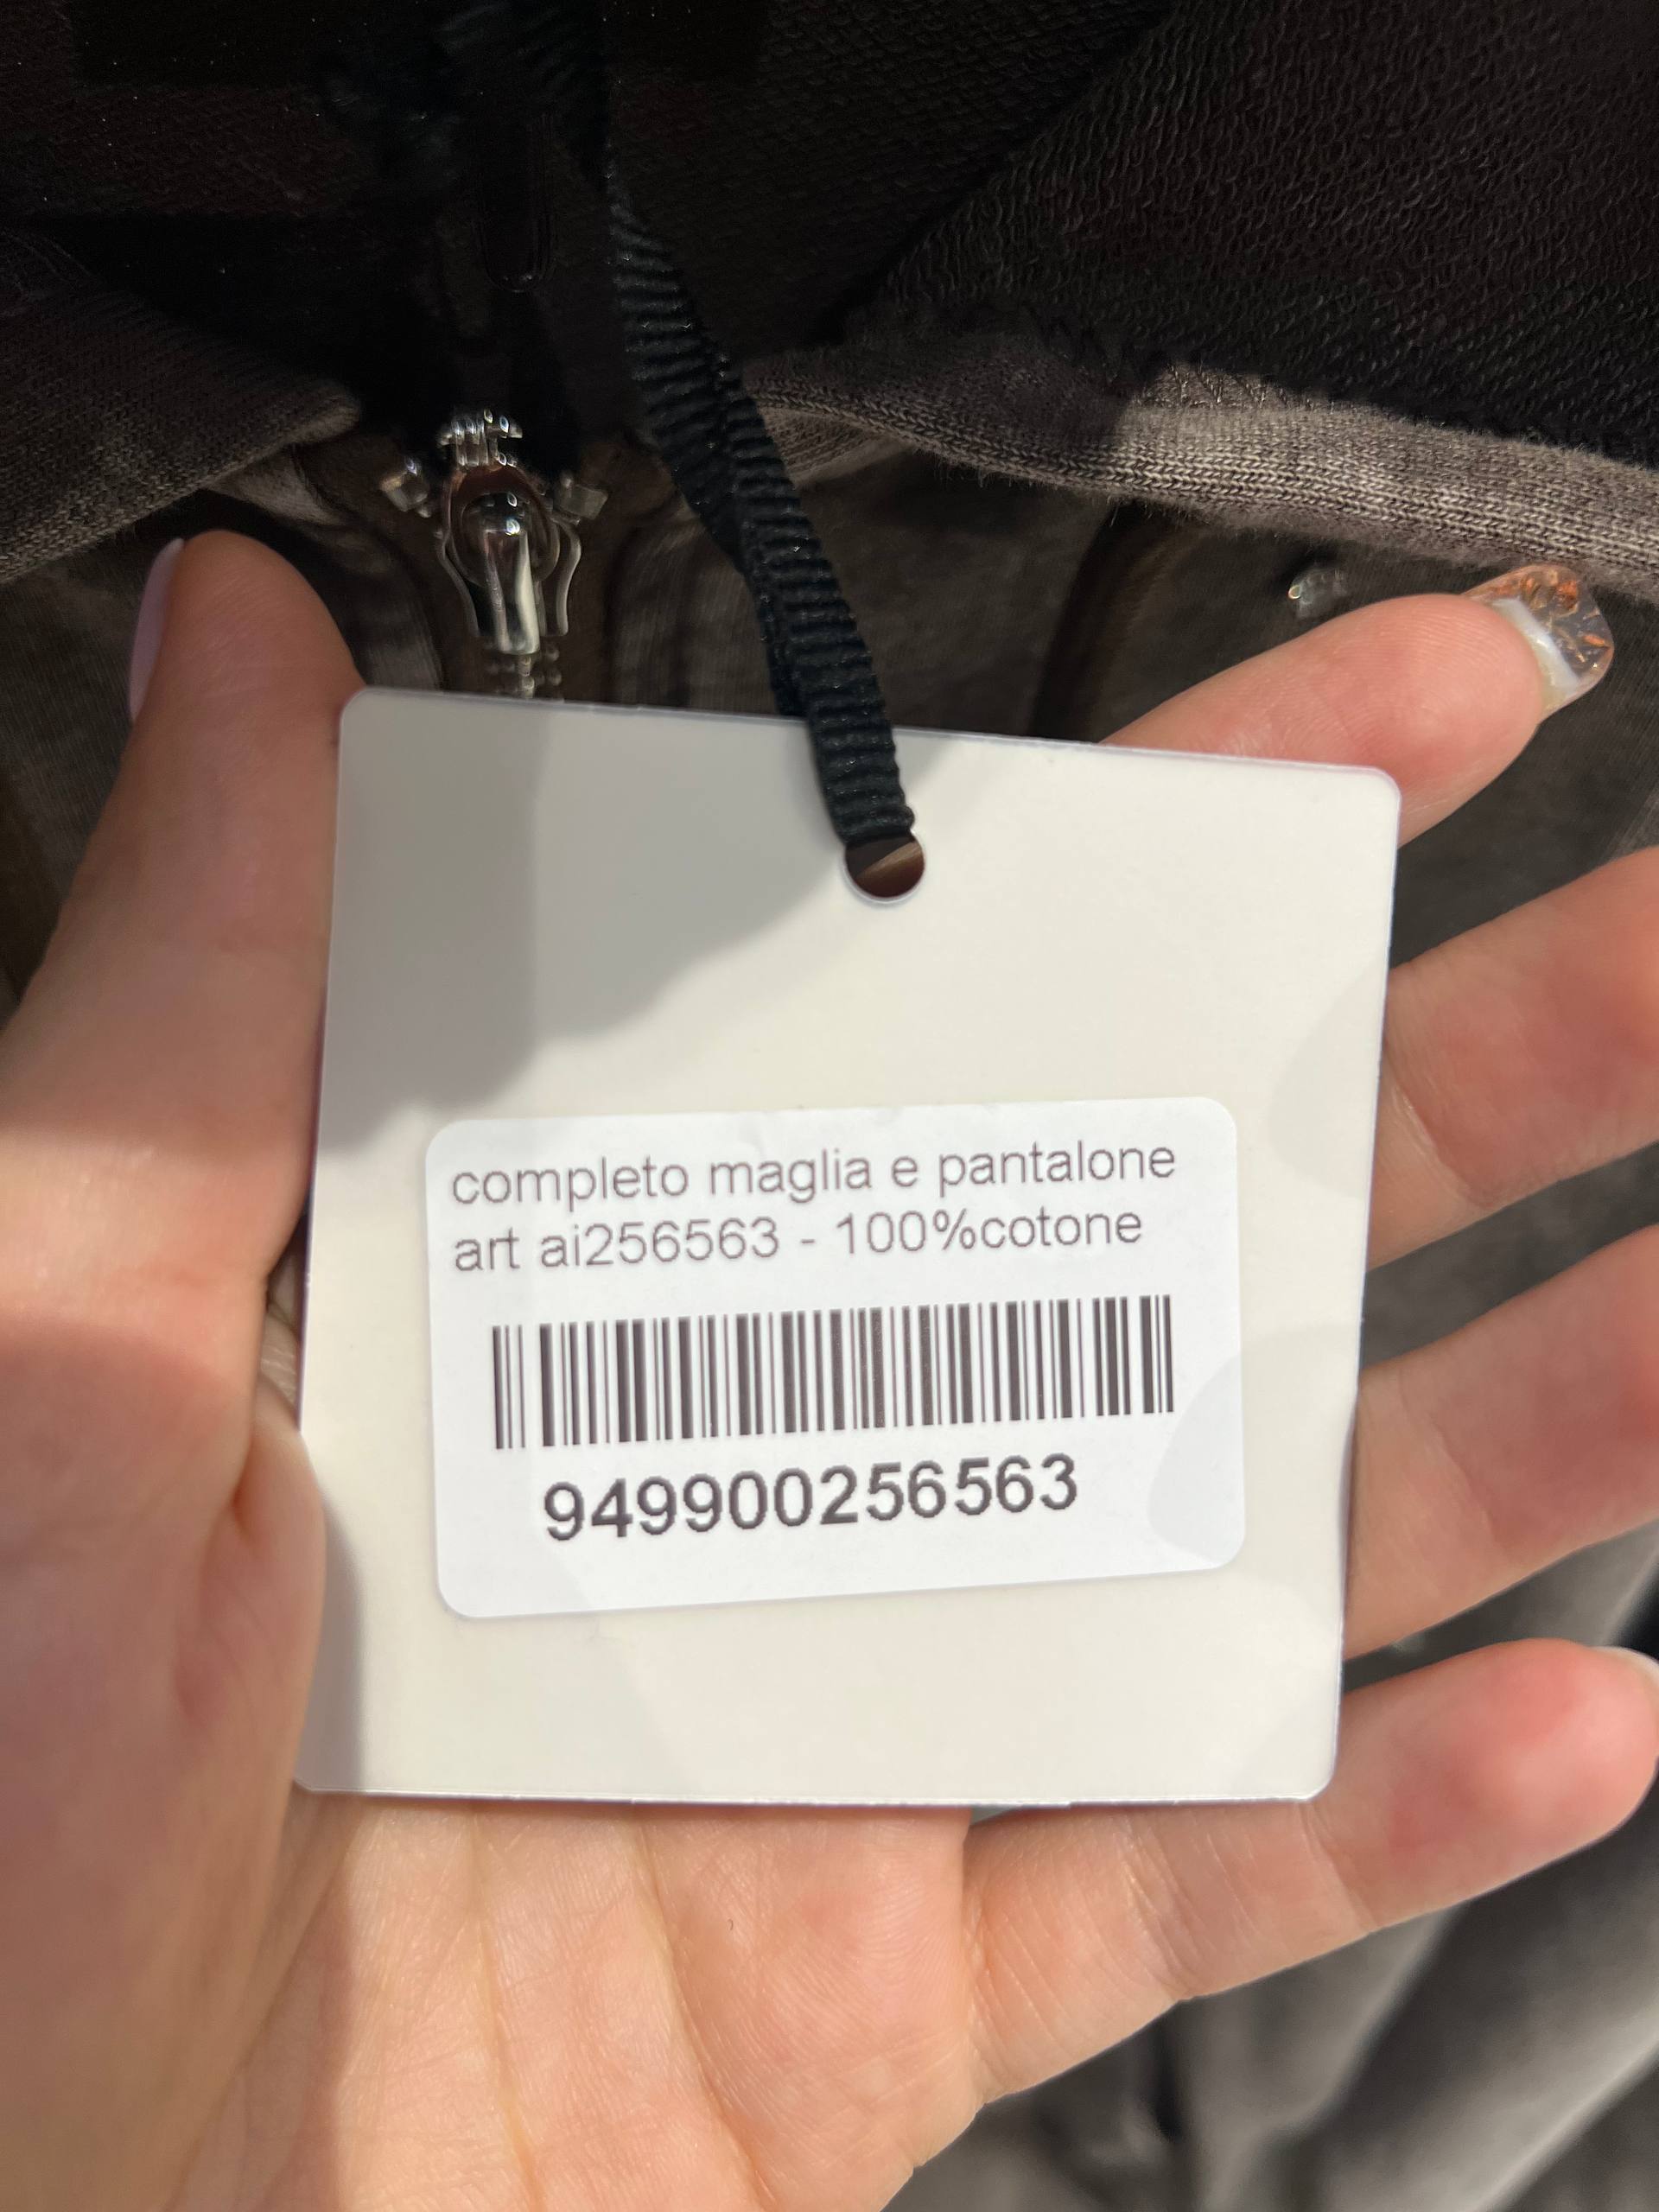 completo maglia e pantalone
art ai256563 - 100%cotone
949900256563